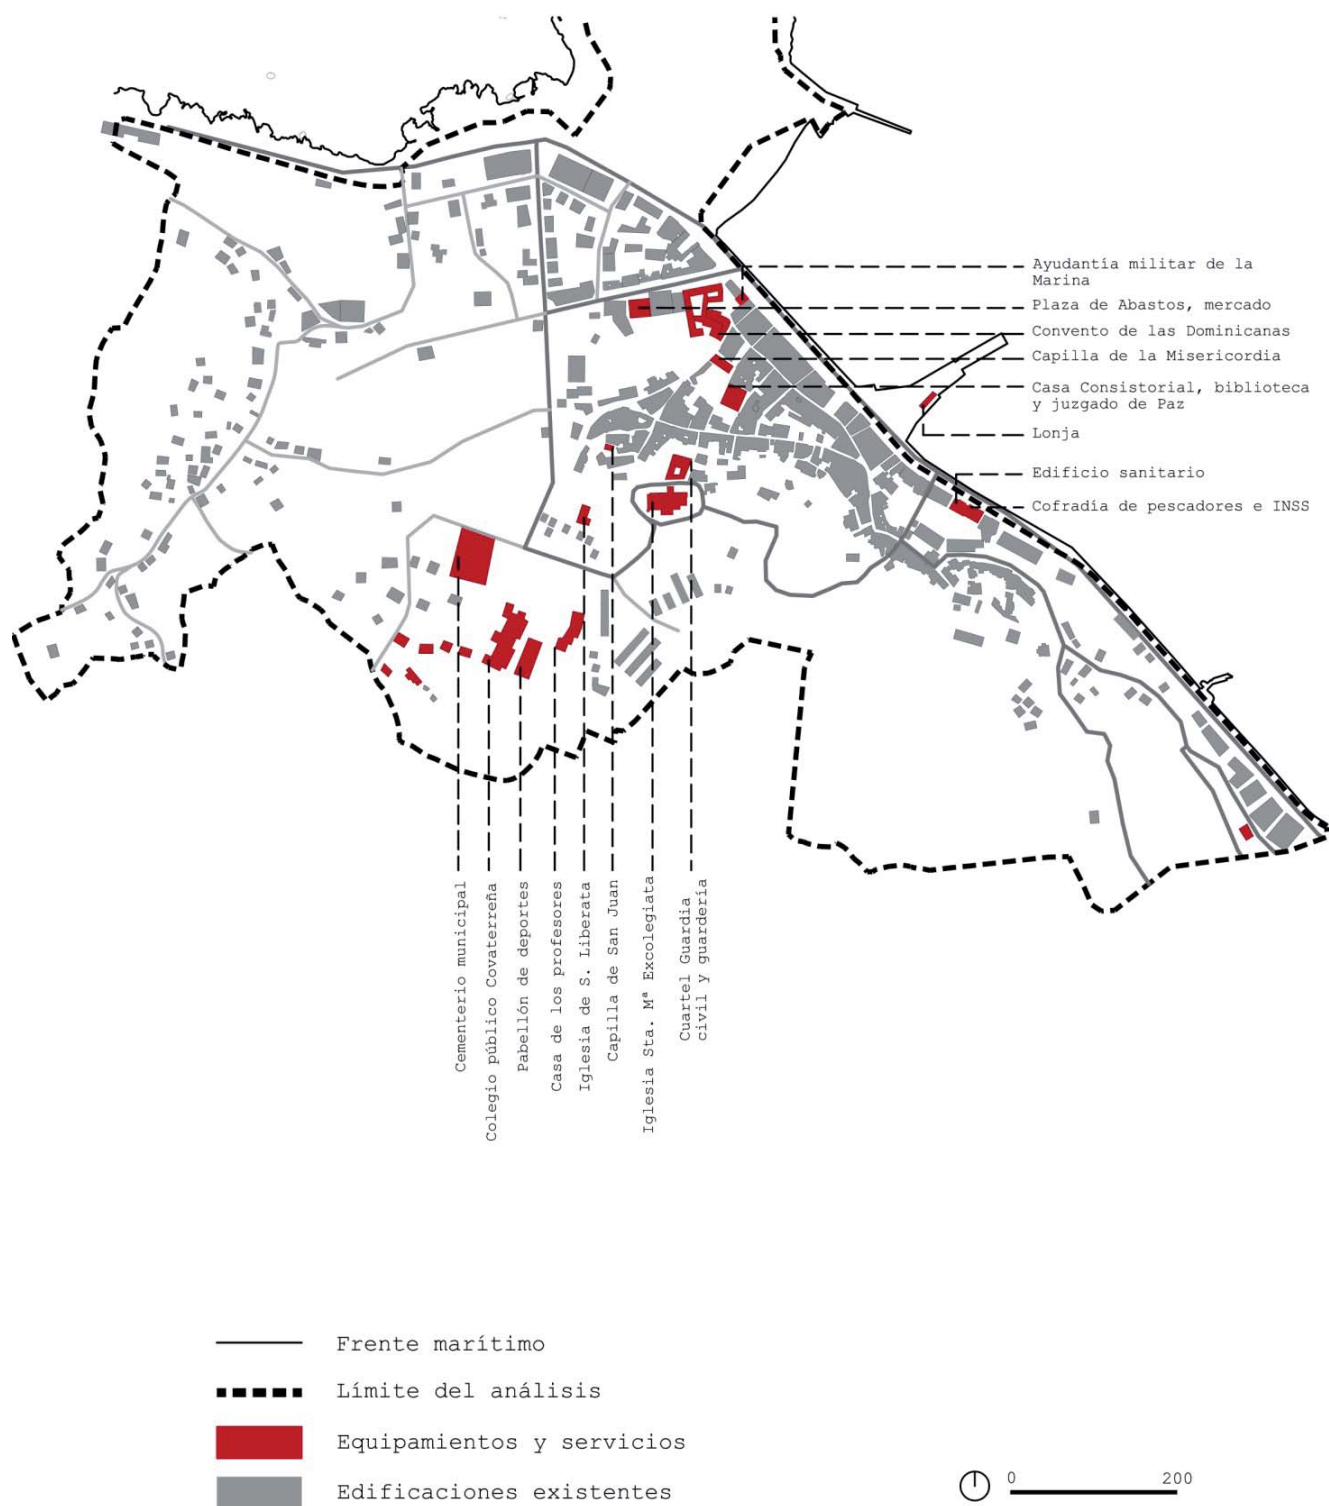 Ayudantía militar de la
Marina
Plaza de Abastos, mercado
Convento de las Dominicanas
Capilla de la Misericordia
Casa Consistorial, biblioteca
y juzgado de Paz
Lonja
Edificio sanitario
Cofradía de pescadores e INSS
Cementerio municipal
Colegio público Covaterreña
Pabellón de deportes
Casa de los profesores
Iglesia de S. Liberata
Capilla de San Juan
Iglesia Sta. Mª Excolegiata
Cuartel Guardia
civil y guardería
Frente marítimo
Límite del análisis
Equipamientos y servicios
Edificaciones existentes
0 200